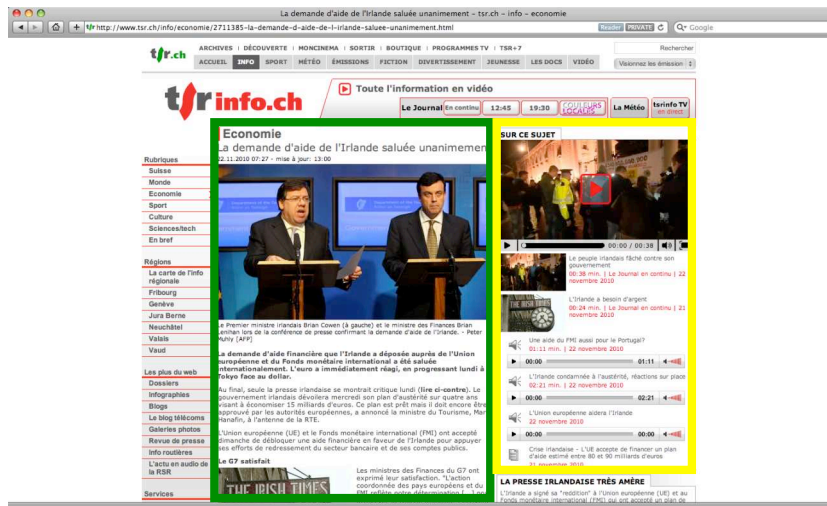 La demande d'aide de l'Irlande saluée unanimement – tsr.ch – info – economie
http://www.tsr.ch/info/economie/2711385-la-demande-d-aide-de-l-irlande-saluee-unanimement.html
Reader PRIVATE
Google
tsr.ch
ARCHIVES | DÉCOUVERTE | MONCINEMA | SORTIR | BOUTIQUE | PROGRAMMES TV | TSR+7
Rechercher
ACCUEIL INFO SPORT MÉTÉO ÉMISSIONS FICTION DIVERTISSEMENT JEUNESSE LES DOCS VIDÉO
Visionnez les émission
tsrinfo.ch
Toute l'information en vidéo
Le Journal En continu 12:45 19:30 COULEURS LOCALES La Météo tsrinfo TV en direct
Rubriques
Suisse
Monde
Economie
Sport
Culture
Sciences/tech
En bref
Régions
La carte de l'info
régionale
Fribourg
Genève
Jura Berne
Neuchâtel
Valais
Vaud
Les plus du web
Dossiers
Infographies
Blogs
Le blog télécoms
Galeries photos
Revue de presse
Info routières
L'actu en audio de
la RSR
Services
Economie
La demande d'aide de l'Irlande saluée unanimemen
22.11.2010 07:27 - mise à jour: 13:00
Le Premier ministre irlandais Brian Cowen (à gauche) et le ministre des Finances Brian
Lenihan lors de la conférence de presse confirmant la demande d'aide de l'Irlande. - Peter
Muhly [AFP]
La demande d'aide financière que l'Irlande a déposée auprès de l'Union
européenne et du Fonds monétaire international a été saluée
internationalement. L'euro a immédiatement réagi, en progressant lundi à
Tokyo face au dollar.
Au final, seule la presse irlandaise se montrait critique lundi (lire ci-contre). Le
gouvernement irlandais dévoilera mercredi son plan d'austérité sur quatre ans
visant à économiser 15 milliards d'euros. Ce plan est prêt mais il doit encore être
approuvé par les autorités européennes, a annoncé la ministre du Tourisme, Mar
Hanafin, à l'antenne de la RTE.
L'Union européenne (UE) et le Fonds monétaire international (FMI) ont accepté
dimanche de débloquer une aide financière en faveur de l'Irlande pour appuyer
ses efforts de redressement du secteur bancaire et de ses comptes publics.
Le G7 satisfait
THE IRISH TIMES
Les ministres des Finances du G7 ont
exprimé leur satisfaction. "L'action
coordonnée des pays européens et du
FMI reflète notre détermination [...]
SUR CE SUJET
00:00 / 00:38
Le peuple irlandais fâché contre son
gouvernement
00:38 min. | Le Journal en continu | 22
novembre 2010
THE IRISH TIMES
L'Irlande a besoin d'argent
00:24 min. | Le Journal en continu | 21
novembre 2010
Une aide du FMI aussi pour le Portugal?
01:11 min. | 22 novembre 2010
00:00 01:11
L'Irlande condamnée à l'austérité, réactions sur place
02:21 min. | 22 novembre 2010
00:00 02:21
L'Union européenne aidera l'Irlande
22 novembre 2010
00:00 00:00
Crise irlandaise - L'UE accepte de financer un plan
d'aide estimé entre 80 et 90 milliards d'euros
21 novembre 2010
LA PRESSE IRLANDAISE TRÈS AMÈRE
L'Irlande a signé sa "reddition" à l'Union européenne (UE) et au
Fonds monétaire international (FMI) qui ont accepté un plan de